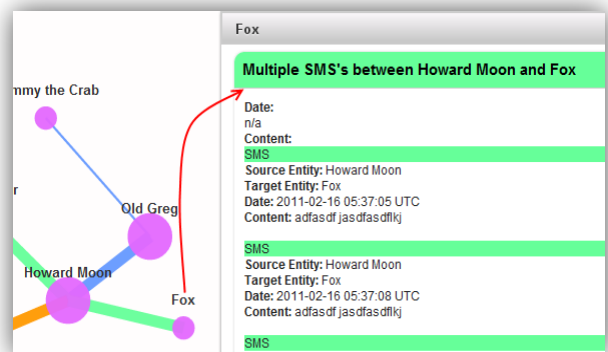 Fox
Multiple SMS's between Howard Moon and Fox
Date:
n/a
Content:
SMS
Source Entity: Howard Moon
Target Entity: Fox
Date: 2011-02-16 05:37:05 UTC
Content: adfasdf jasdfasdflkj
SMS
Source Entity: Howard Moon
Target Entity: Fox
Date: 2011-02-16 05:37:08 UTC
Content: adfasdf jasdfasdflkj
SMS
mmy the Crab
r
Old Greg
Howard Moon
Fox